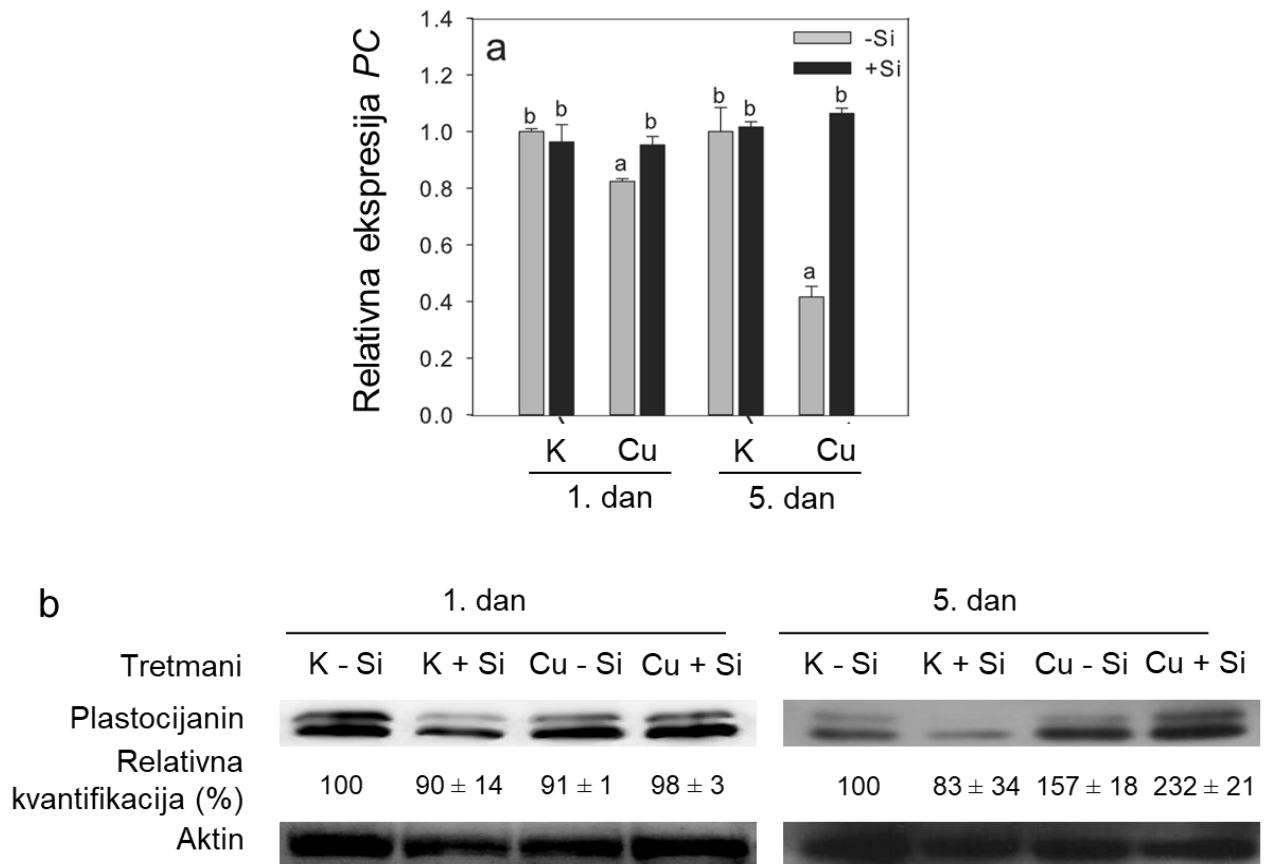 Relativna ekspresija PC
a
-Si
+Si
1.4
1.2
1.0
0.8
0.6
0.4
0.2
0.0
b b a b b b a b
K Cu K Cu
1. dan 5. dan
b
1. dan 5. dan
Tretmani K - Si K + Si Cu - Si Cu + Si K - Si K + Si Cu - Si Cu + Si
Plastocijanin
Relativna
kvantifikacija (%) 100 90 ± 14 91 ± 1 98 ± 3 100 83 ± 34 157 ± 18 232 ± 21
Aktin